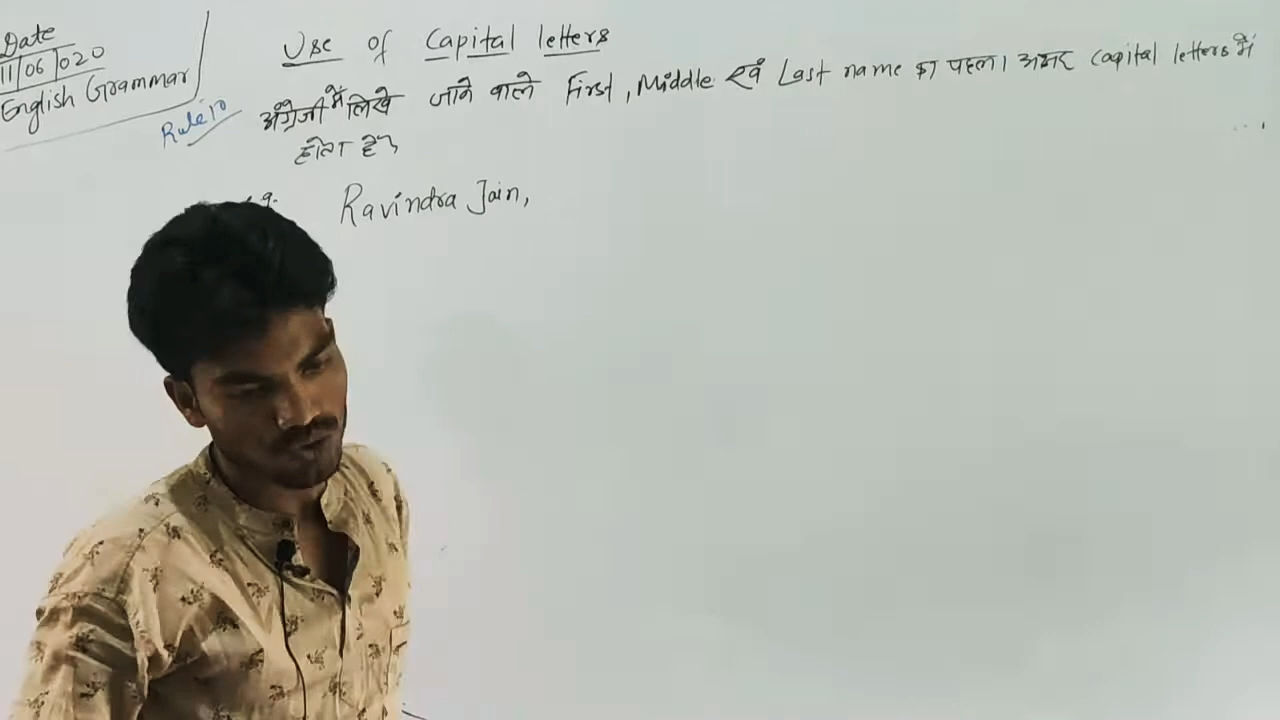 Date
11/06/020
English Grammar
Use of Capital letters
Rule 10
अंग्रेजी में लिखे जाने वाले First, Middle एवं Last name का पहला अक्षर Capital letters में
होता है
Ravindra Jain,